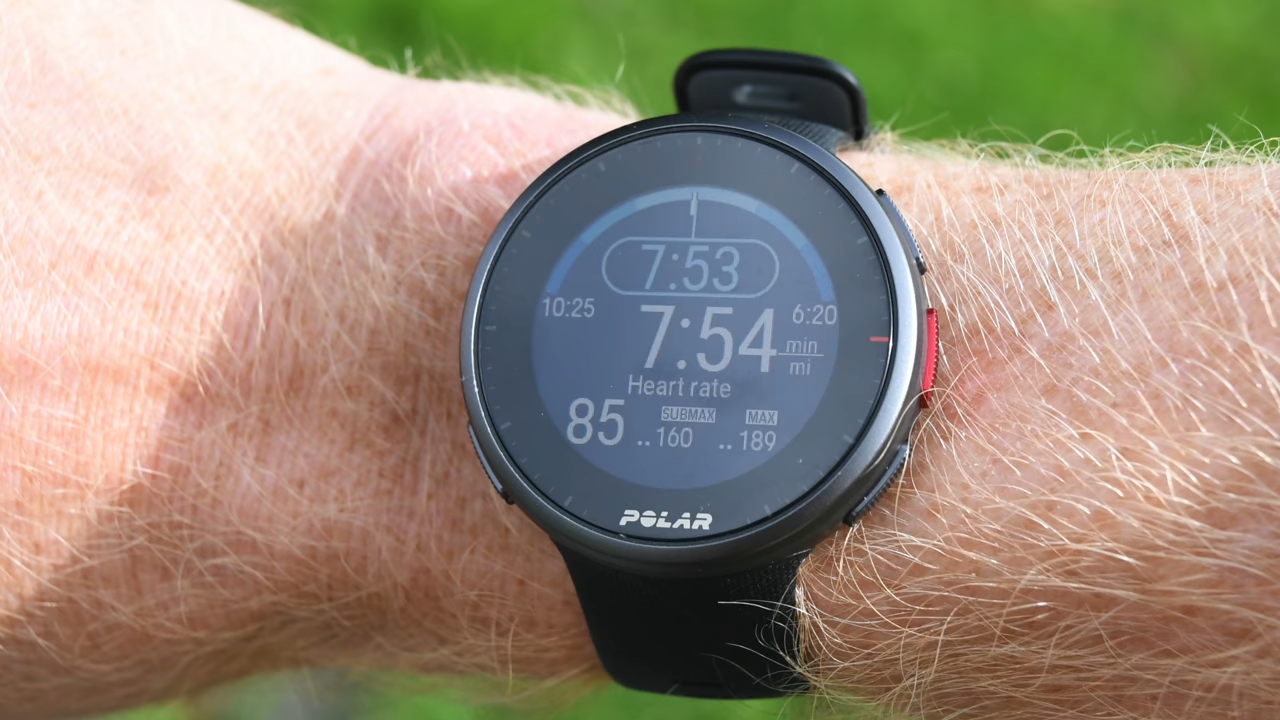 7:53
10:25 6:20
7:54 min
mi
Heart rate
85 SUBMAX MAX
..160 ..189
POLAR